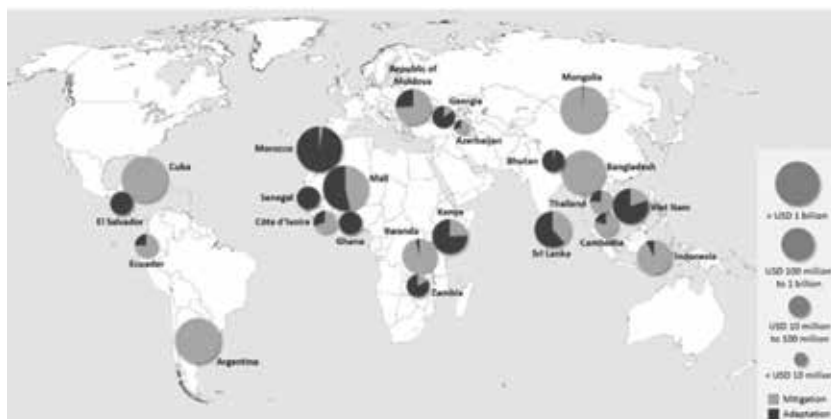 Republic of
Moldova
Mongolia
Georgia
Azerbaijan
Morocco
Cuba
Bhutan
Bangladesh
Mali
Senegal
Thailand
Viet Nam
El Salvador
Côte d'Ivoire
Kenya
Rwanda
Ghana
Sri Lanka
Cambodia
Indonesia
Ecuador
Zambia
Argentina
> USD 1 billion
USD 100 million
to 1 billion
USD 10 million
to 100 million
< USD 10 million
Mitigation
Adaptation